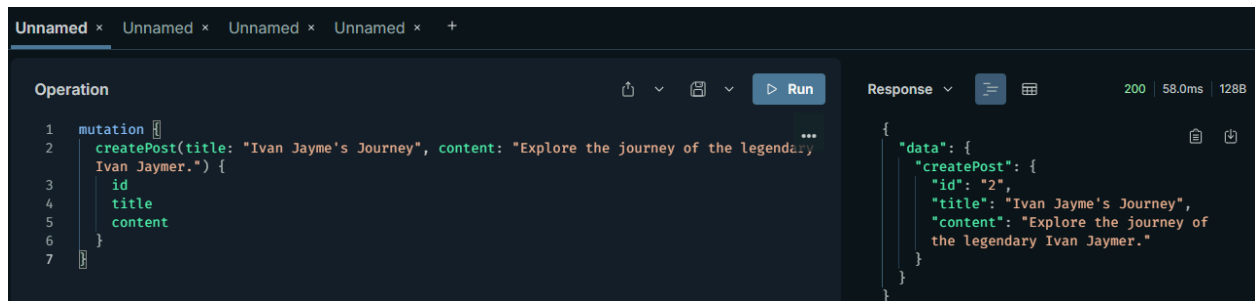 Unnamed × Unnamed × Unnamed × Unnamed × +
Operation
Run
1 mutation {
2 createPost(title: "Ivan Jayme's Journey", content: "Explore the journey of the legendary
Ivan Jaymer.") {
3 id
4 title
5 content
6 }
7 }
Response
200 58.0ms 128B
{
"data": {
"createPost": {
"id": "2",
"title": "Ivan Jayme's Journey",
"content": "Explore the journey of
the legendary Ivan Jaymer."
}
}
}